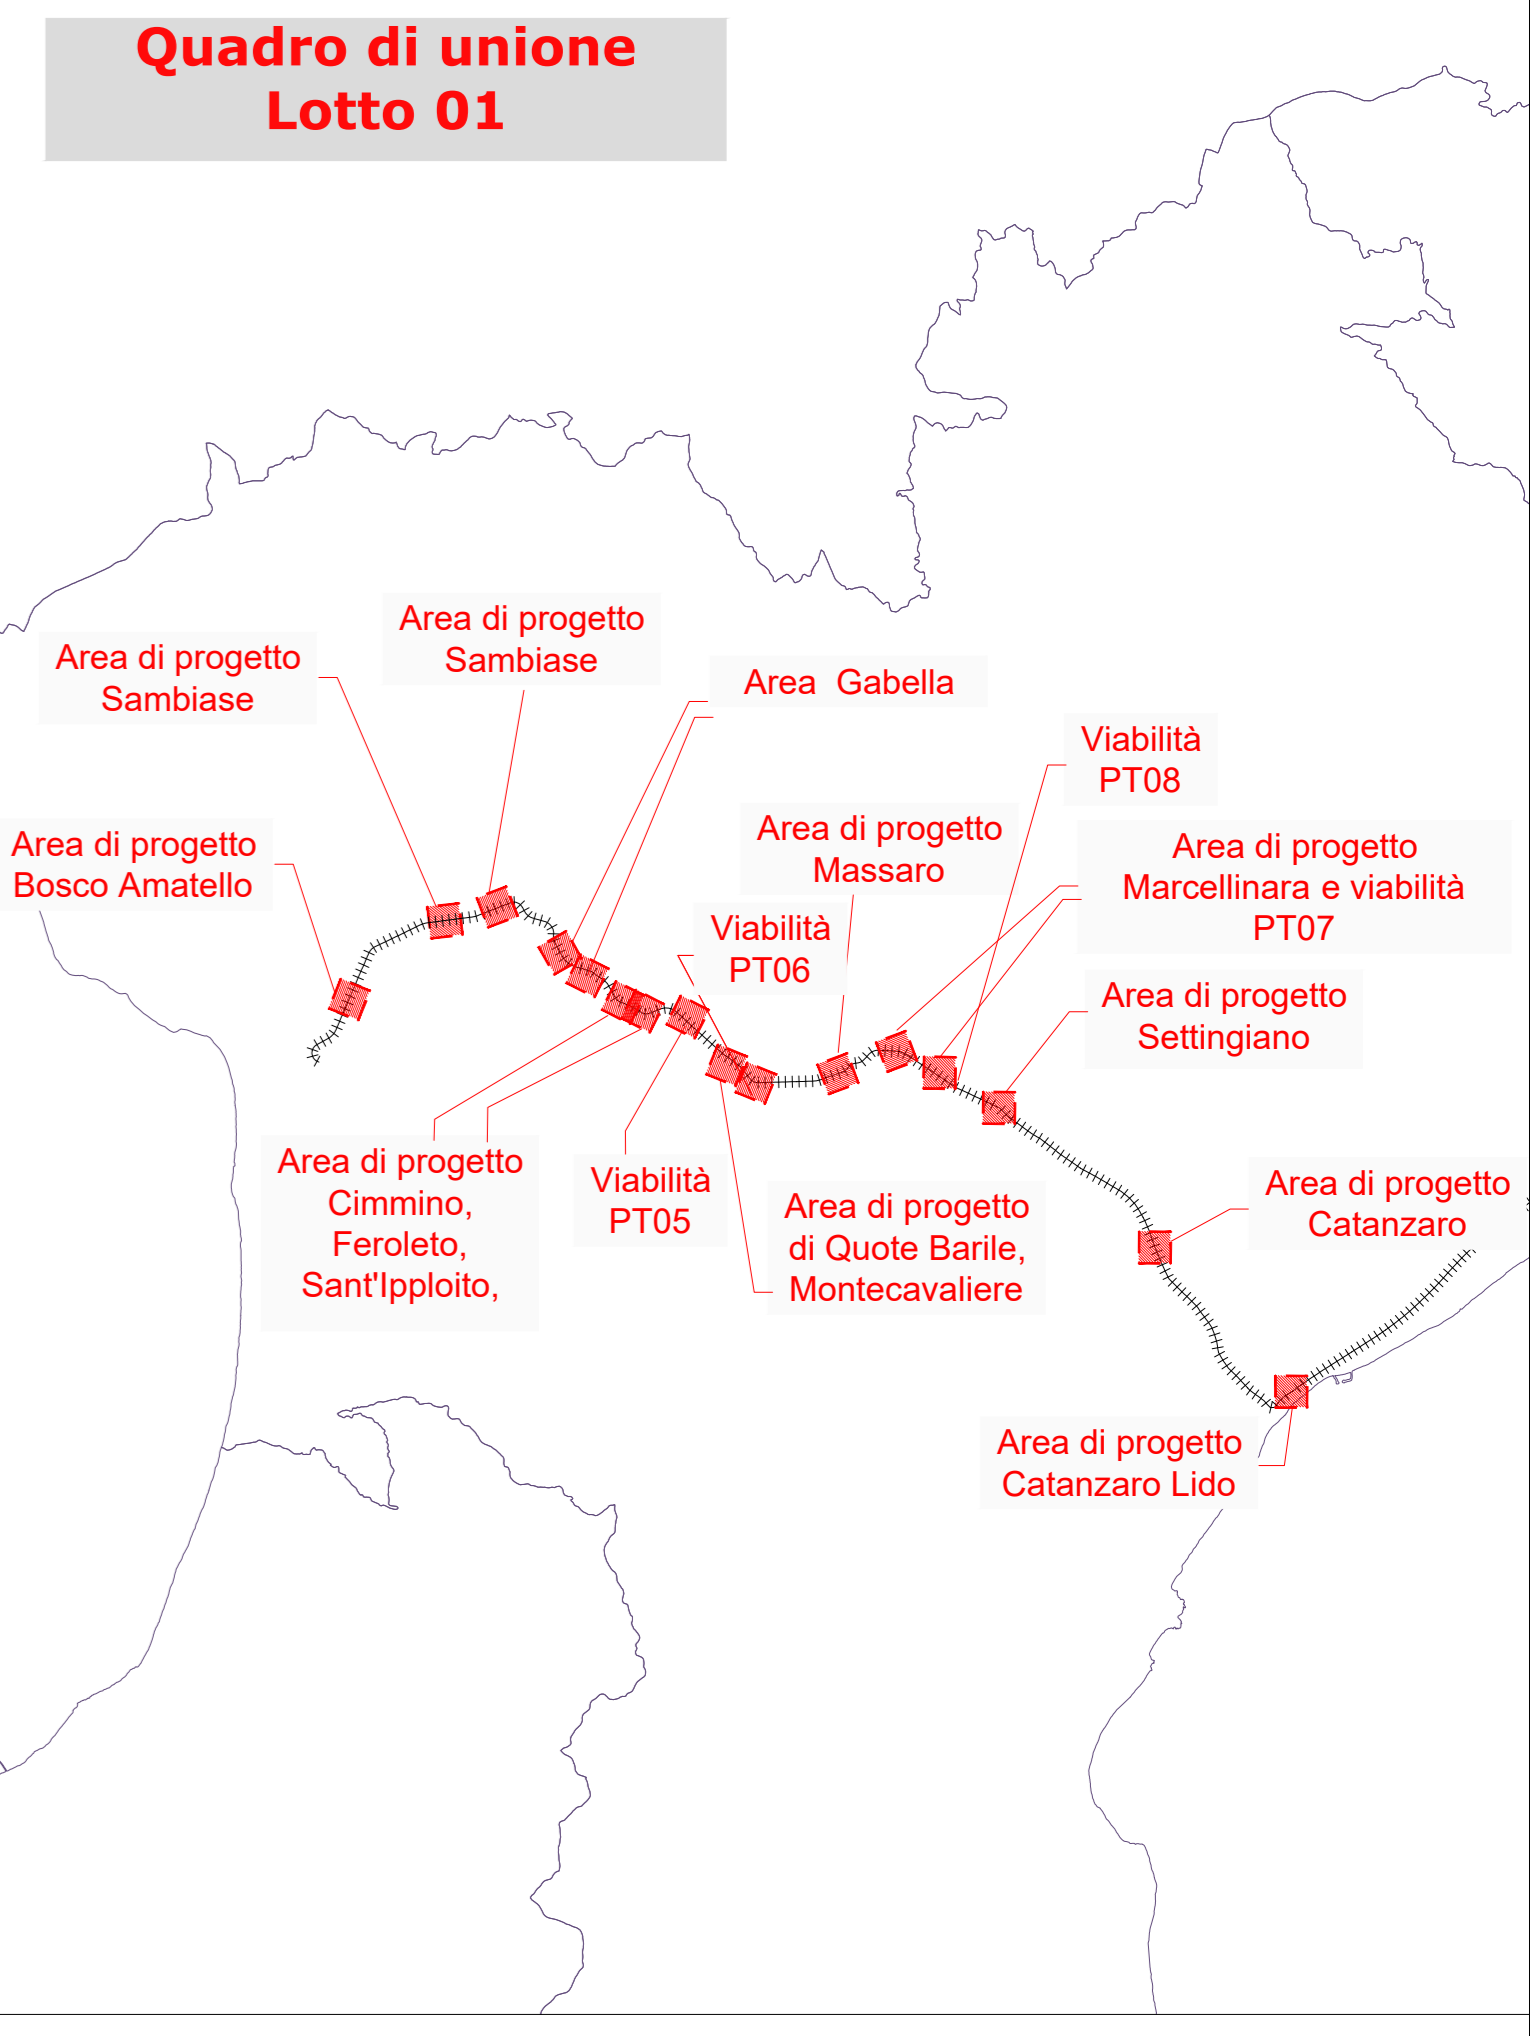 Quadro di unione
Lotto 01
Area di progetto
Sambiase
Area di progetto
Sambiase
Area Gabella
Viabilità
PT08
Area di progetto
Bosco Amatello
Area di progetto
Massaro
Area di progetto
Marcellinara e viabilità
PT07
Viabilità
PT06
Area di progetto
Settingiano
Area di progetto
Cimmino,
Feroleto,
Sant'Ipploito,
Viabilità
PT05
Area di progetto
di Quote Barile,
Montecavaliere
Area di progetto
Catanzaro
Area di progetto
Catanzaro Lido